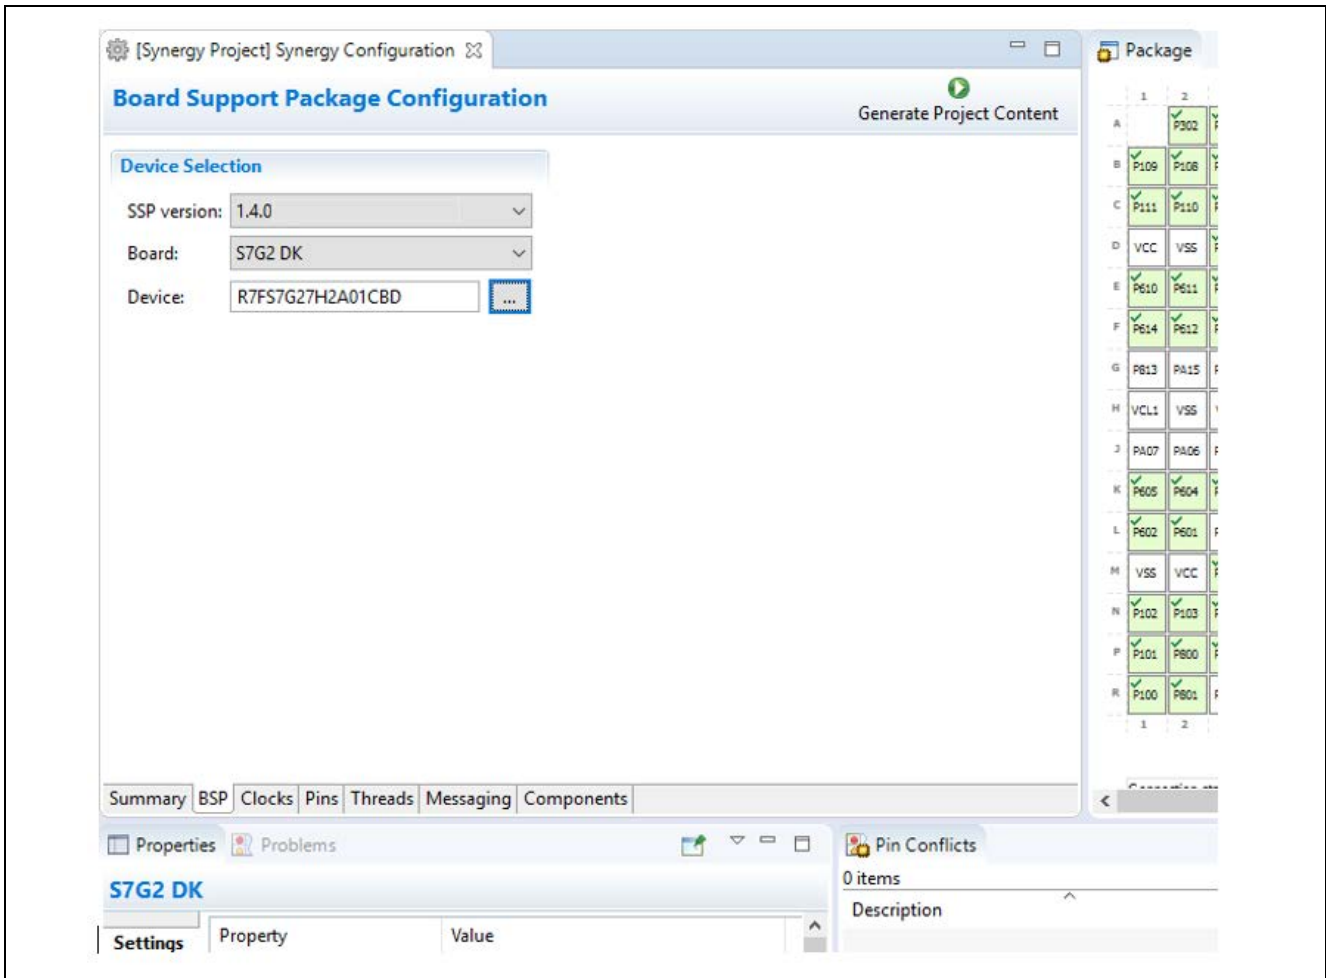 [Synergy Project] Synergy Configuration
Package
Board Support Package Configuration
Generate Project Content
Device Selection
SSP version: 1.4.0
Board: S7G2 DK
Device: R7FS7G27H2A01CBD ...
1 2
A P302
B P109 P108
C P111 P110
D VCC VSS
E P610 P611
F P614 P612
G P813 PA15
H VCL1 VSS
J PA07 PA06
K P605 P604
L P602 P601
M VSS VCC
N P102 P103
P P101 P800
R P100 P801
1 2
Summary BSP Clocks Pins Threads Messaging Components
Properties Problems
Pin Conflicts
0 items
S7G2 DK
Description
Settings Property Value